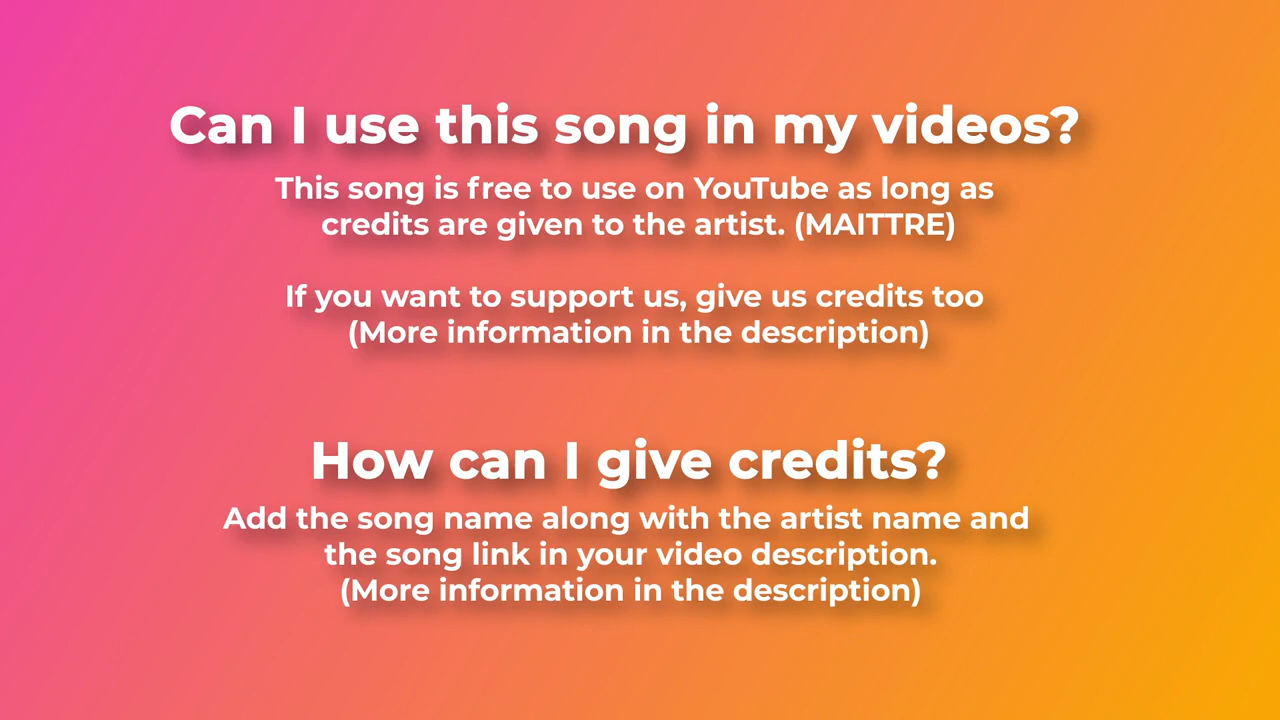 Can I use this song in my videos?
This song is free to use on YouTube as long as
credits are given to the artist. (MAITTRE)
If you want to support us, give us credits too
(More information in the description)
How can I give credits?
Add the song name along with the artist name and
the song link in your video description.
(More information in the description)